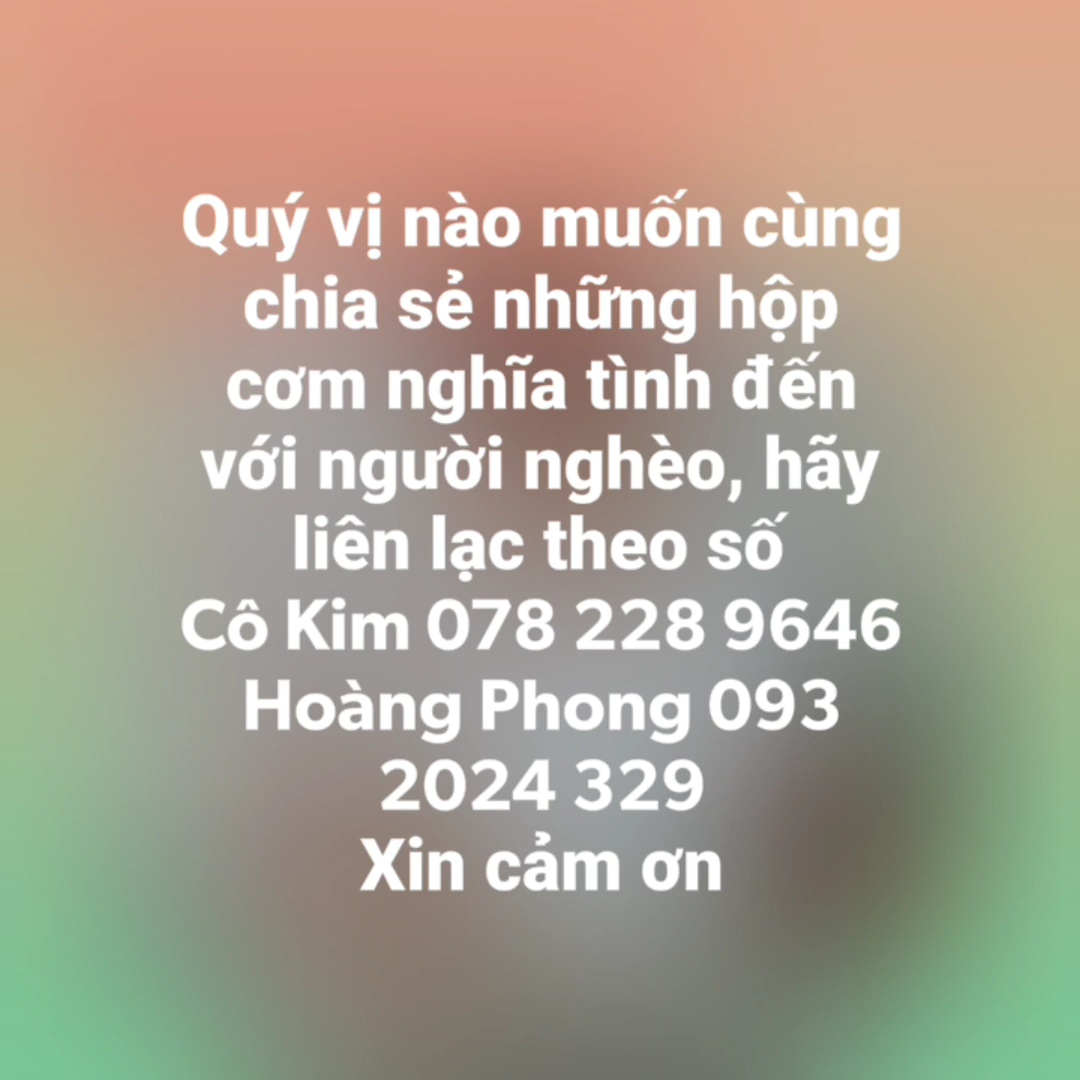 Quý vị nào muốn cùng
chia sẻ những hộp
cơm nghĩa tình đến
với người nghèo, hãy
liên lạc theo số
Cô Kim 078 228 9646
Hoàng Phong 093
2024 329
Xin cảm ơn